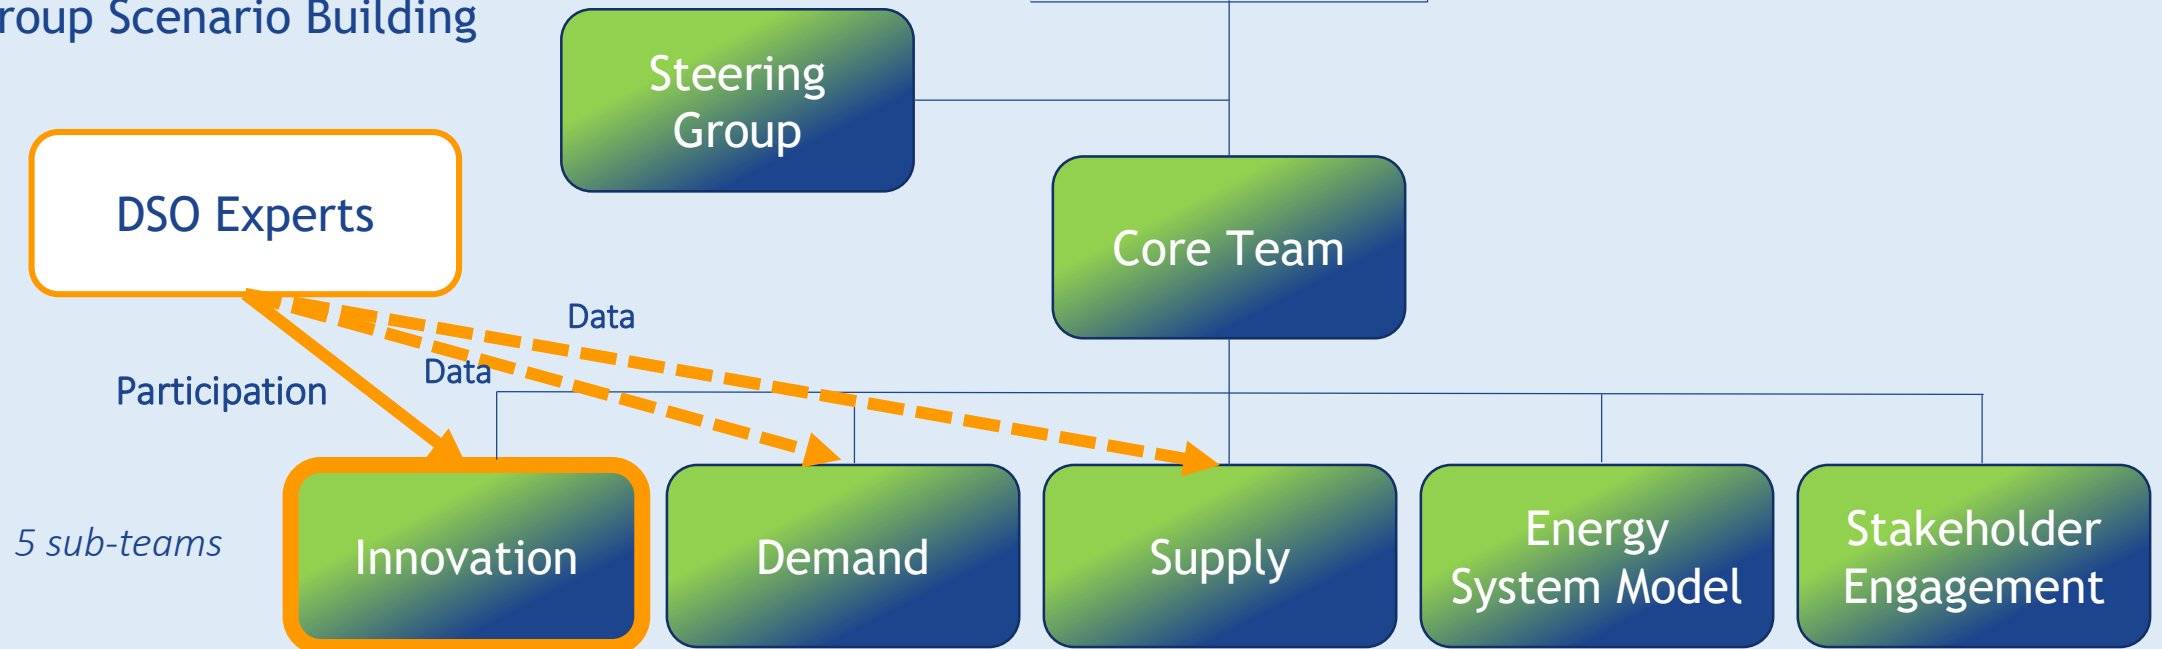 roup Scenario Building
Steering
Group
DSO Experts
Core Team
Data
Data
Participation
5 sub-teams
Innovation
Demand
Supply
Energy
System Model
Stakeholder
Engagement